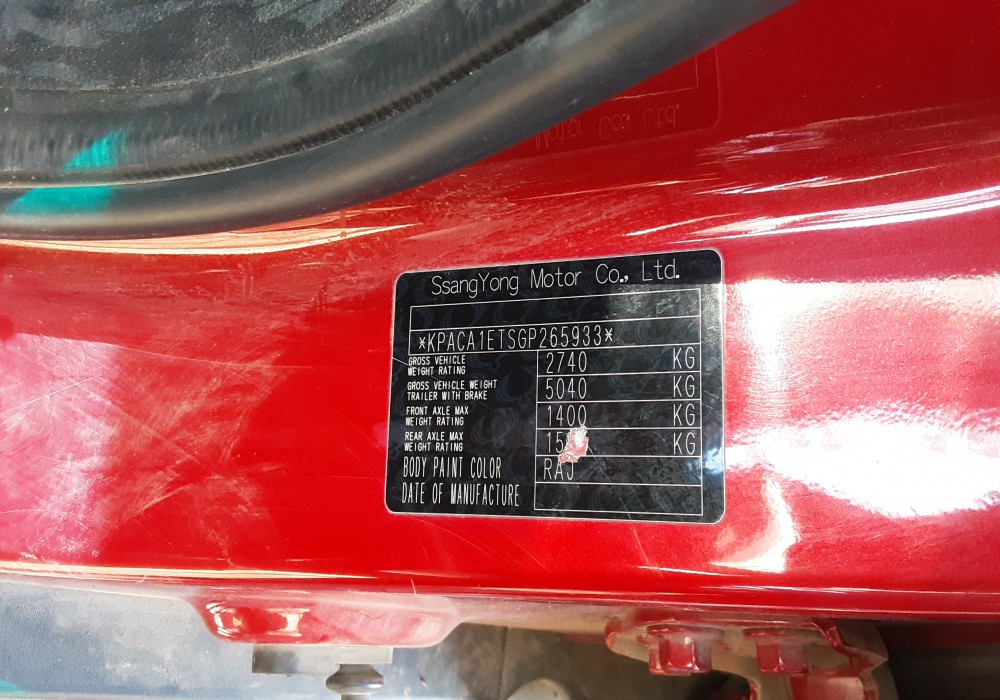 SsangYong Motor Co., Ltd.
*KPACA1ETSGP265933*
GROSS VEHICLE
WEIGHT RATING 2740 KG
GROSS VEHICLE WEIGHT
TRAILER WITH BRAKE 5040 KG
FRONT AXLE MAX
WEIGHT RATING 1400 KG
REAR AXLE MAX
WEIGHT RATING KG
BODY PAINT COLOR RAJ
DATE OF MANUFACTURE